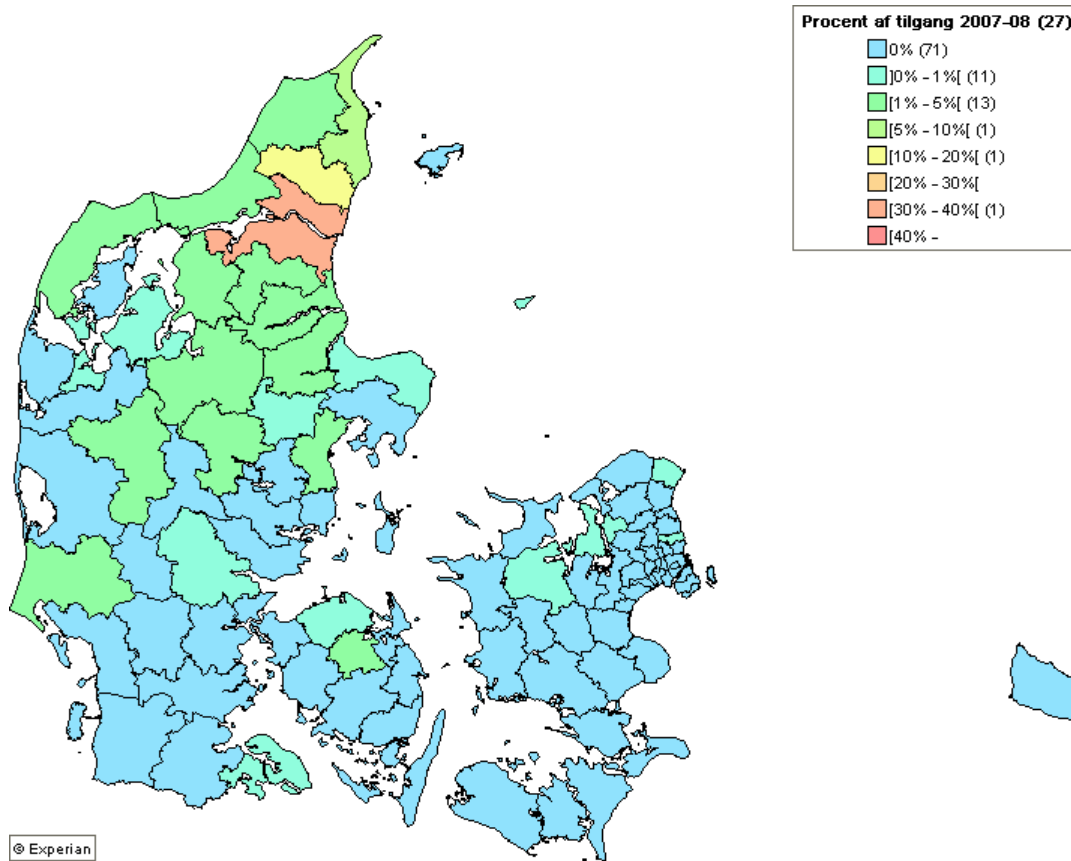 Procent af tilgang 2007-08 (27)
0% (71)
]0% - 1%[ (11)
[1% - 5%[ (13)
[5% - 10%[ (1)
[10% - 20%[ (1)
[20% - 30%[
[30% - 40%[ (1)
[40% -
© Experian